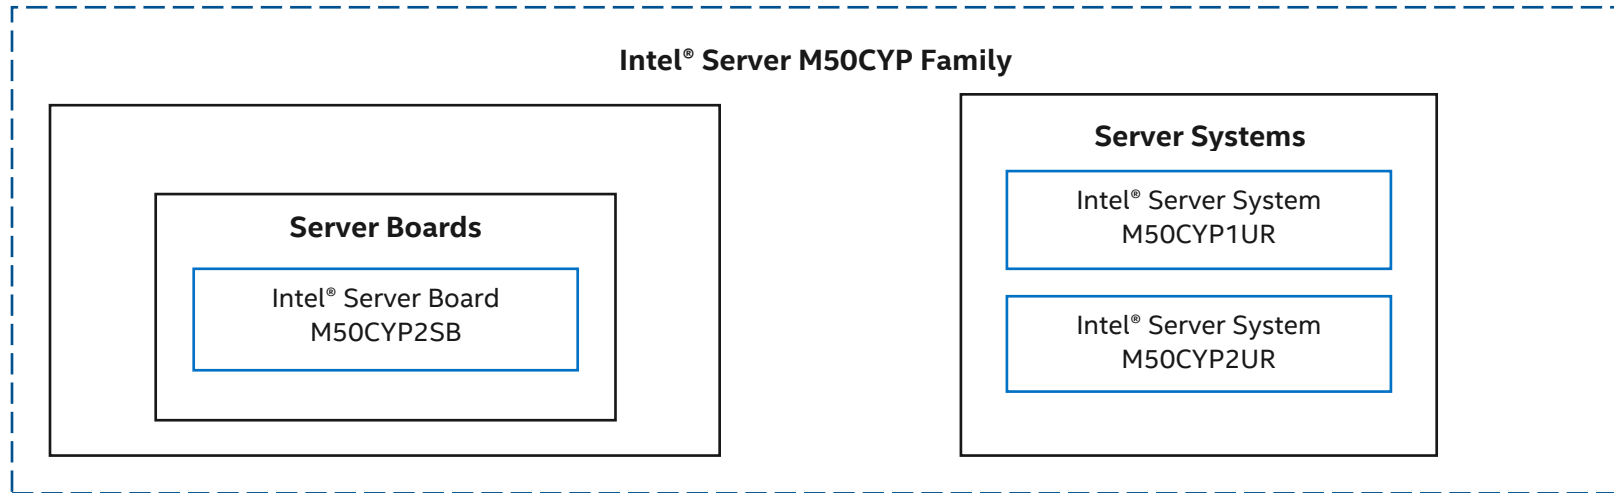 Intel® Server M50CYP Family
Server Boards
Intel® Server Board
M50CYP2SB
Server Systems
Intel® Server System
M50CYP1UR
Intel® Server System
M50CYP2UR